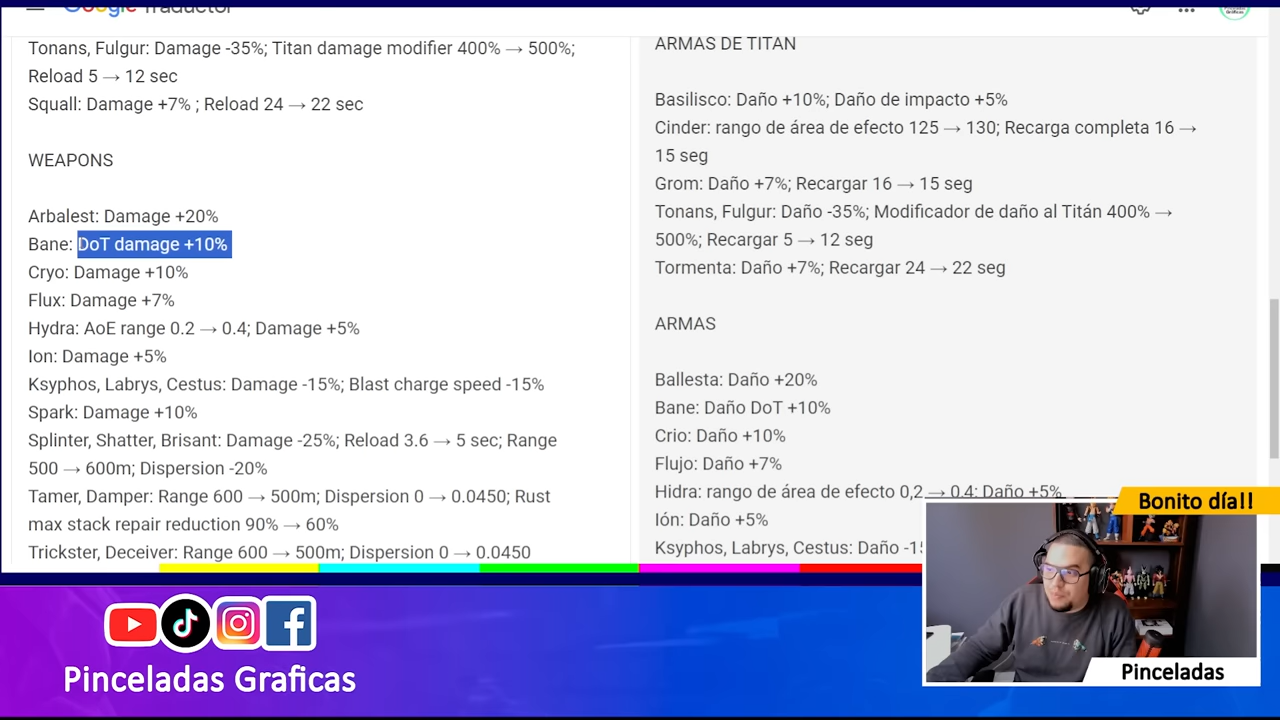 Google Traductor
Tonans, Fulgur: Damage -35%; Titan damage modifier 400% → 500%;
Reload 5 → 12 sec
Squall: Damage +7% ; Reload 24 → 22 sec
WEAPONS
Arbalest: Damage +20%
Bane: DoT damage +10%
Cryo: Damage +10%
Flux: Damage +7%
Hydra: AoE range 0.2 → 0.4; Damage +5%
Ion: Damage +5%
Ksyphos, Labrys, Cestus: Damage -15%; Blast charge speed -15%
Spark: Damage +10%
Splinter, Shatter, Brisant: Damage -25%; Reload 3.6 → 5 sec; Range
500 → 600m; Dispersion -20%
Tamer, Damper: Range 600 → 500m; Dispersion 0 → 0.0450; Rust
max stack repair reduction 90% → 60%
Trickster, Deceiver: Range 600 → 500m; Dispersion 0 → 0.0450
ARMAS DE TITAN
Basilisco: Daño +10%; Daño de impacto +5%
Cinder: rango de área de efecto 125 → 130; Recarga completa 16 →
15 seg
Grom: Daño +7%; Recargar 16 → 15 seg
Tonans, Fulgur: Daño -35%; Modificador de daño al Titán 400% →
500%; Recargar 5 → 12 seg
Tormenta: Daño +7%; Recargar 24 → 22 seg
ARMAS
Ballesta: Daño +20%
Bane: Daño DoT +10%
Crio: Daño +10%
Flujo: Daño +7%
Hidra: rango de área de efecto 0,2 → 0.4; Daño +5%
Ión: Daño +5%
Ksyphos, Labrys, Cestus: Daño -15
Bonito día!!
Pinceladas
Pinceladas Graficas